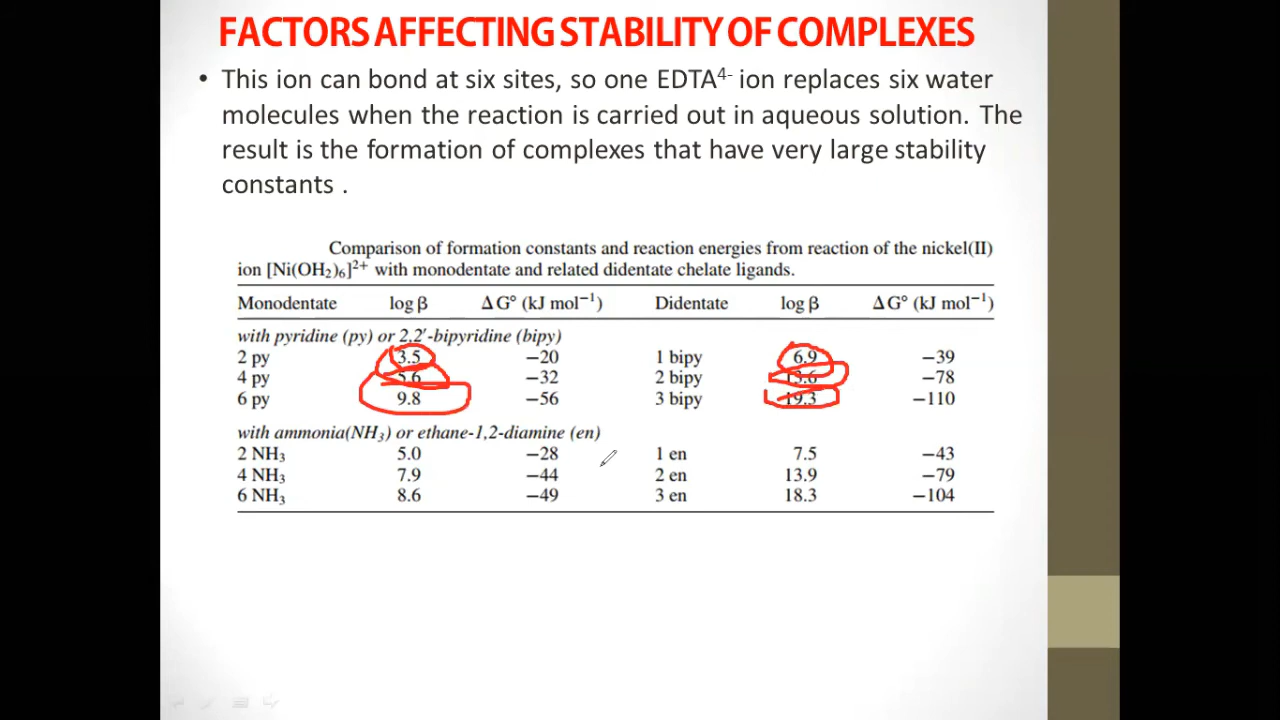 FACTORS AFFECTING STABILITY OF COMPLEXES
• This ion can bond at six sites, so one EDTA⁴⁻ ion replaces six water
molecules when the reaction is carried out in aqueous solution. The
result is the formation of complexes that have very large stability
constants .
Comparison of formation constants and reaction energies from reaction of the nickel(II)
ion [Ni(OH₂)₆]²⁺ with monodentate and related didentate chelate ligands.
Monodentate log β ΔG° (kJ mol⁻¹) Didentate log β ΔG° (kJ mol⁻¹)
with pyridine (py) or 2,2′-bipyridine (bipy)
2 py 3.5 −20 1 bipy 6.9 −39
4 py 5.6 −32 2 bipy 13.6 −78
6 py 9.8 −56 3 bipy 19.3 −110
with ammonia(NH₃) or ethane-1,2-diamine (en)
2 NH₃ 5.0 −28 1 en 7.5 −43
4 NH₃ 7.9 −44 2 en 13.9 −79
6 NH₃ 8.6 −49 3 en 18.3 −104